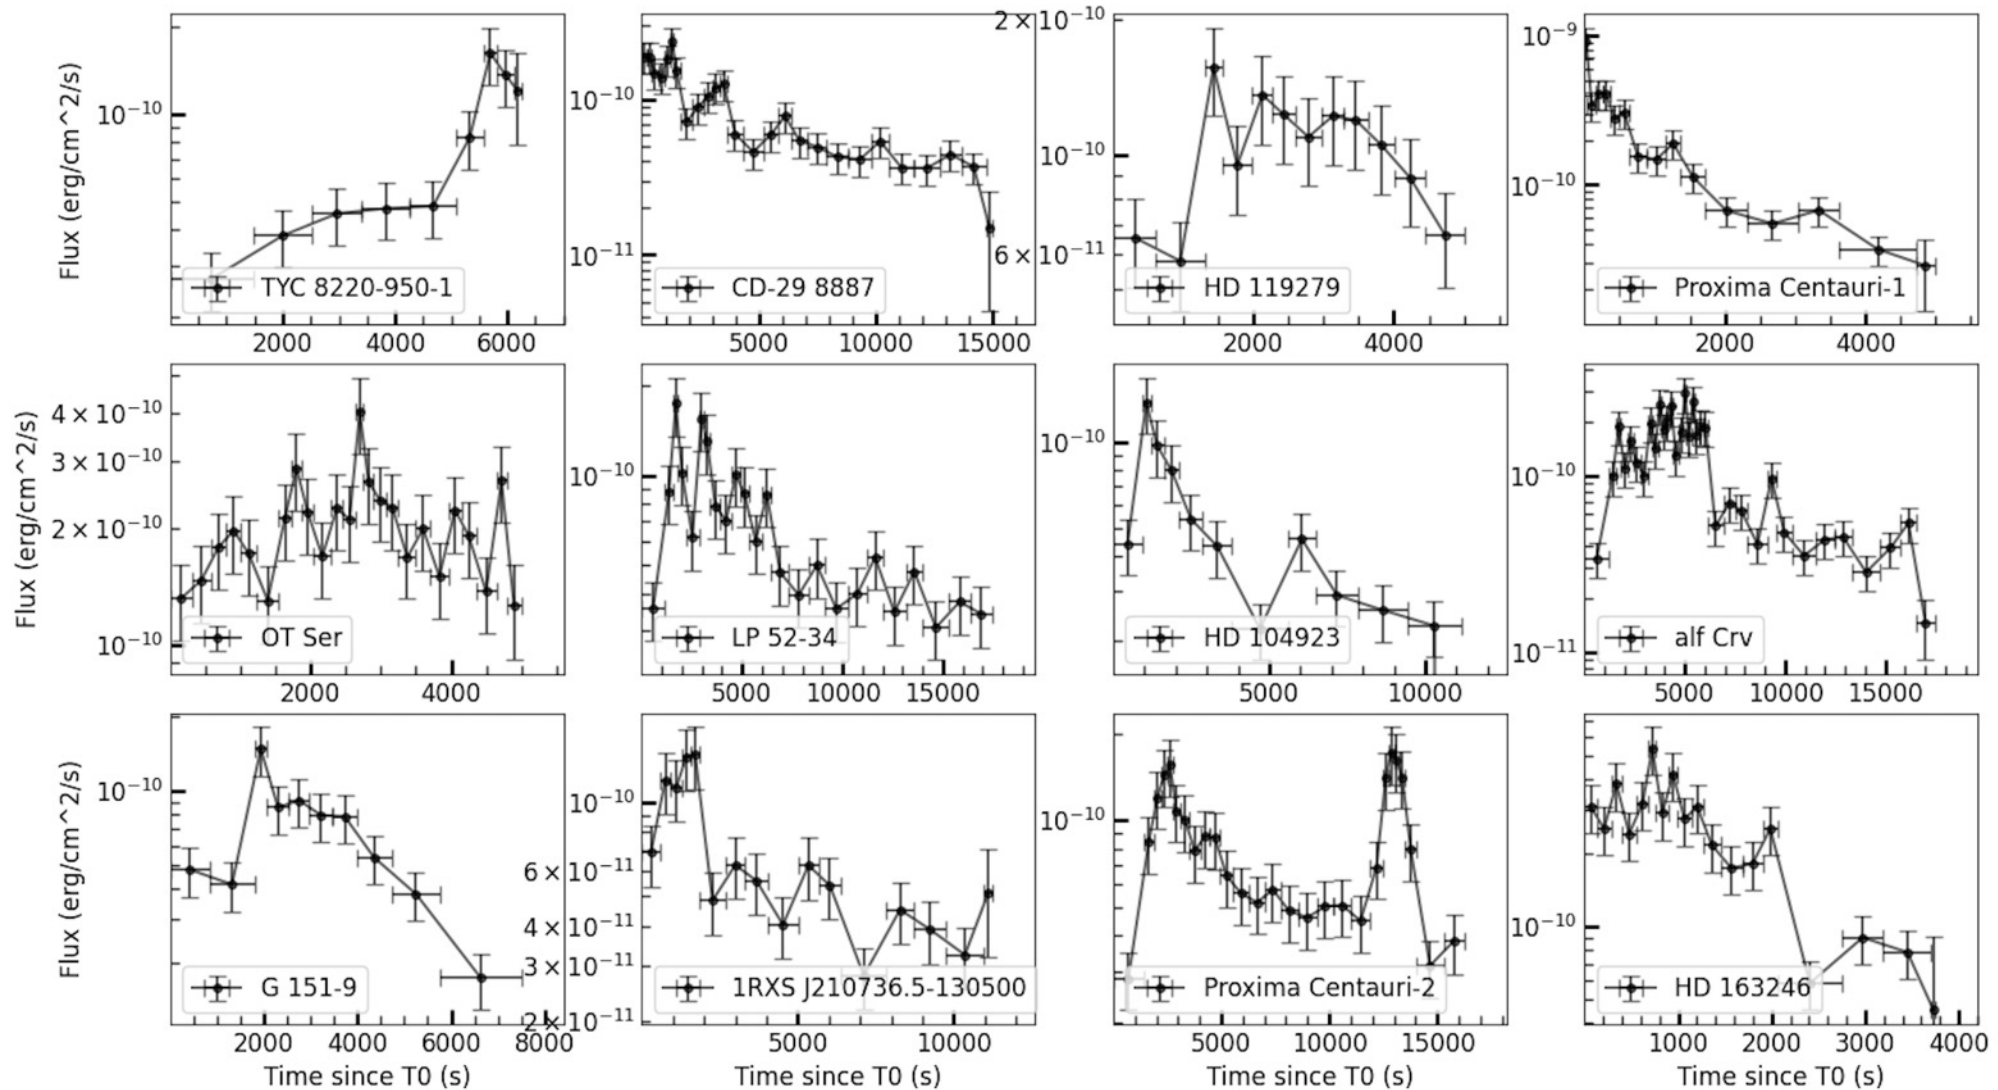 Flux (erg/cm^2/s)
10⁻¹⁰
TYC 8220-950-1
2000 4000 6000
10⁻¹⁰
10⁻¹¹
CD-29 8887
5000 10000 15000
2×10⁻¹⁰
10⁻¹⁰
6×10⁻¹¹
HD 119279
2000 4000
10⁻⁹
10⁻¹⁰
Proxima Centauri-1
2000 4000
Flux (erg/cm^2/s)
4×10⁻¹⁰
3×10⁻¹⁰
2×10⁻¹⁰
10⁻¹⁰
OT Ser
2000 4000
10⁻¹⁰
LP 52-34
5000 10000 15000
10⁻¹⁰
HD 104923
5000 10000
10⁻¹⁰
10⁻¹¹
alf Crv
5000 10000 15000
Flux (erg/cm^2/s)
10⁻¹⁰
G 151-9
2000 4000 6000 8000
Time since T0 (s)
10⁻¹⁰
6×10⁻¹¹
4×10⁻¹¹
3×10⁻¹¹
2×10⁻¹¹
1RXS J210736.5-130500
5000 10000
Time since T0 (s)
10⁻¹⁰
Proxima Centauri-2
5000 10000 15000
Time since T0 (s)
10⁻¹⁰
HD 163246
1000 2000 3000 4000
Time since T0 (s)